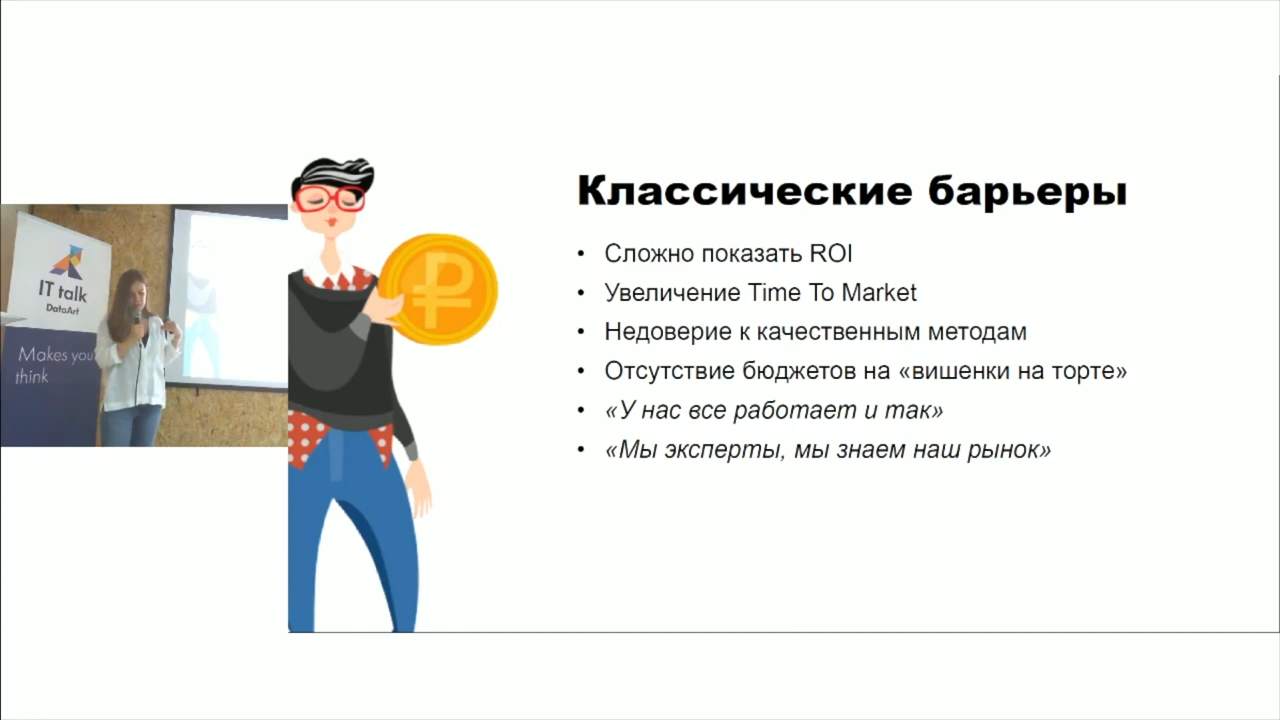 Классические барьеры
• Сложно показать ROI
• Увеличение Time To Market
• Недоверие к качественным методам
• Отсутствие бюджетов на «вишенки на торте»
• «У нас все работает и так»
• «Мы эксперты, мы знаем наш рынок»
IT talk
DataArt
Makes you
think